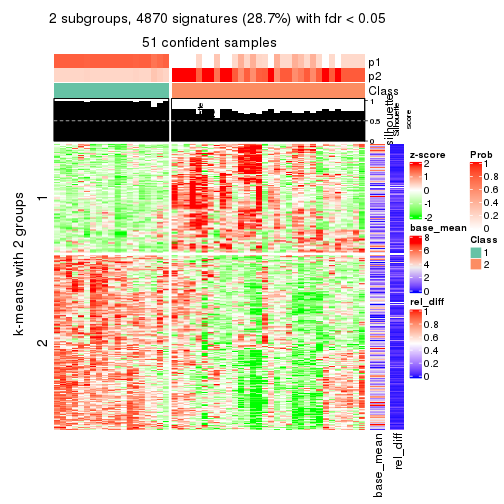 2 subgroups, 4870 signatures (28.7%) with fdr < 0.05
51 confident samples
p1
p2
Class
1
0.5
0
silhouette
Silhouette
score
k-means with 2 groups
1
2
base_mean
rel_diff
z-score
2
1
0
-1
-2
base_mean
8
6
4
2
0
rel_diff
1
0.8
0.6
0.4
0.2
0
Prob
1
0.8
0.6
0.4
0.2
0
Class
1
2